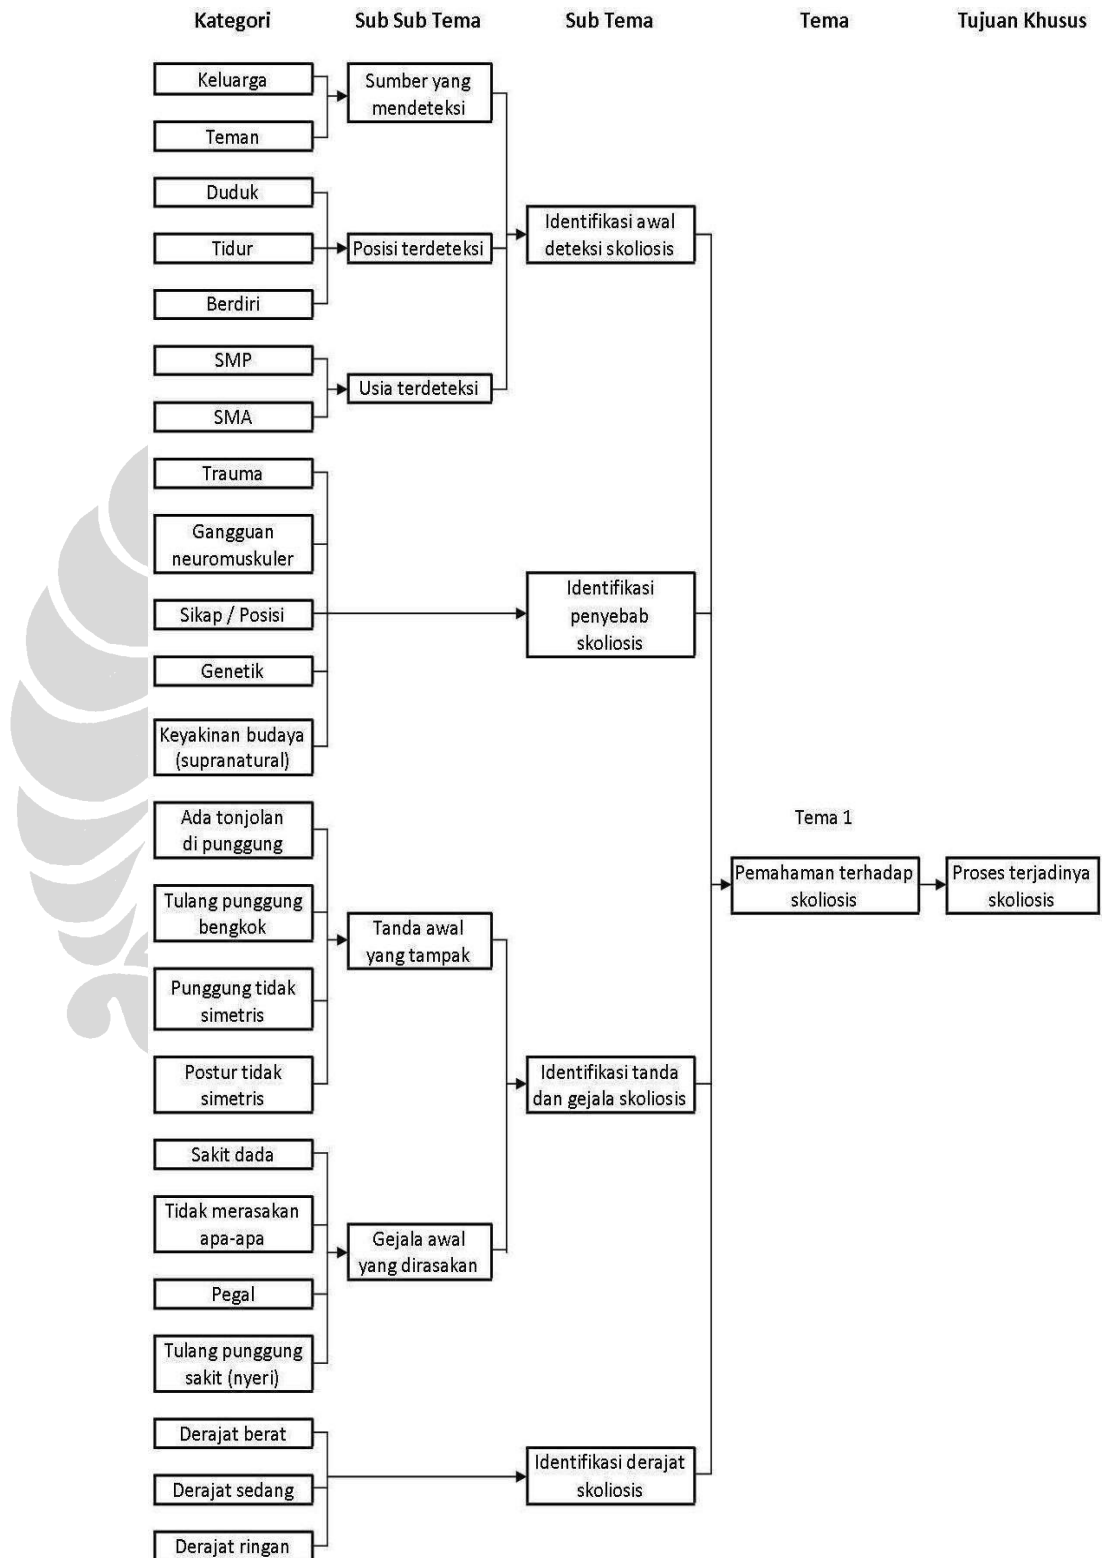 Kategori
Sub Sub Tema
Sub Tema
Tema
Tujuan Khusus
Keluarga
Teman
Sumber yang
mendeteksi
Duduk
Tidur
Berdiri
Posisi terdeteksi
SMP
SMA
Usia terdeteksi
Identifikasi awal
deteksi skoliosis
Trauma
Gangguan
neuromuskuler
Sikap / Posisi
Genetik
Keyakinan budaya
(supranatural)
Identifikasi
penyebab
skoliosis
Ada tonjolan
di punggung
Tulang punggung
bengkok
Punggung tidak
simetris
Postur tidak
simetris
Tanda awal
yang tampak
Sakit dada
Tidak merasakan
apa-apa
Pegal
Tulang punggung
sakit (nyeri)
Gejala awal
yang dirasakan
Identifikasi tanda
dan gejala skoliosis
Derajat berat
Derajat sedang
Derajat ringan
Identifikasi derajat
skoliosis
Tema 1
Pemahaman terhadap
skoliosis
Proses terjadinya
skoliosis